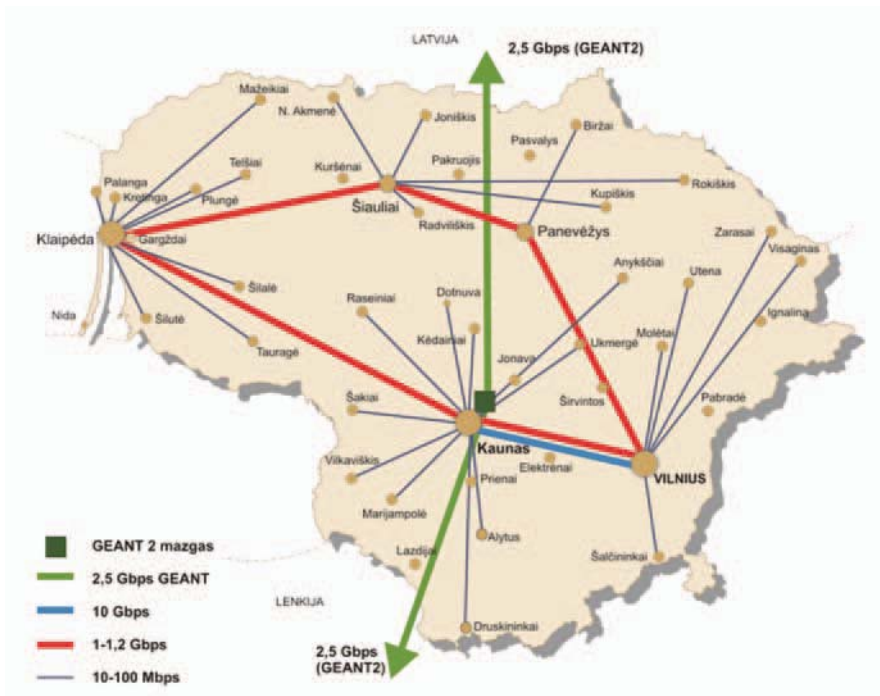 LATVIJA
2,5 Gbps (GEANT2)
Mažeikiai
N. Akmenė
Joniškis
Biržai
Pasvalys
Pakruojis
Kuršėnai
Telšiai
Palanga
Kretinga
Plungė
Rokiškis
Kupiškis
Šiauliai
Radviliškis
Klaipėda
Gargždai
Panevėžys
Zarasai
Visaginas
Anykščiai
Utena
Šilalė
Raseiniai
Dotnuva
Nida
Šilutė
Ignalina
Kėdainiai
Ukmergė
Molėtai
Tauragė
Jonava
Šakiai
Širvintos
Pabradė
Kaunas
Vilkaviškis
Elektrėnai
VILNIUS
Prienai
Marijampolė
Alytus
Lazdijai
Šalčininkai
GEANT 2 mazgas
2,5 Gbps GEANT
LENKIJA
10 Gbps
Druskininkai
1-1,2 Gbps
2,5 Gbps
(GEANT2)
10-100 Mbps